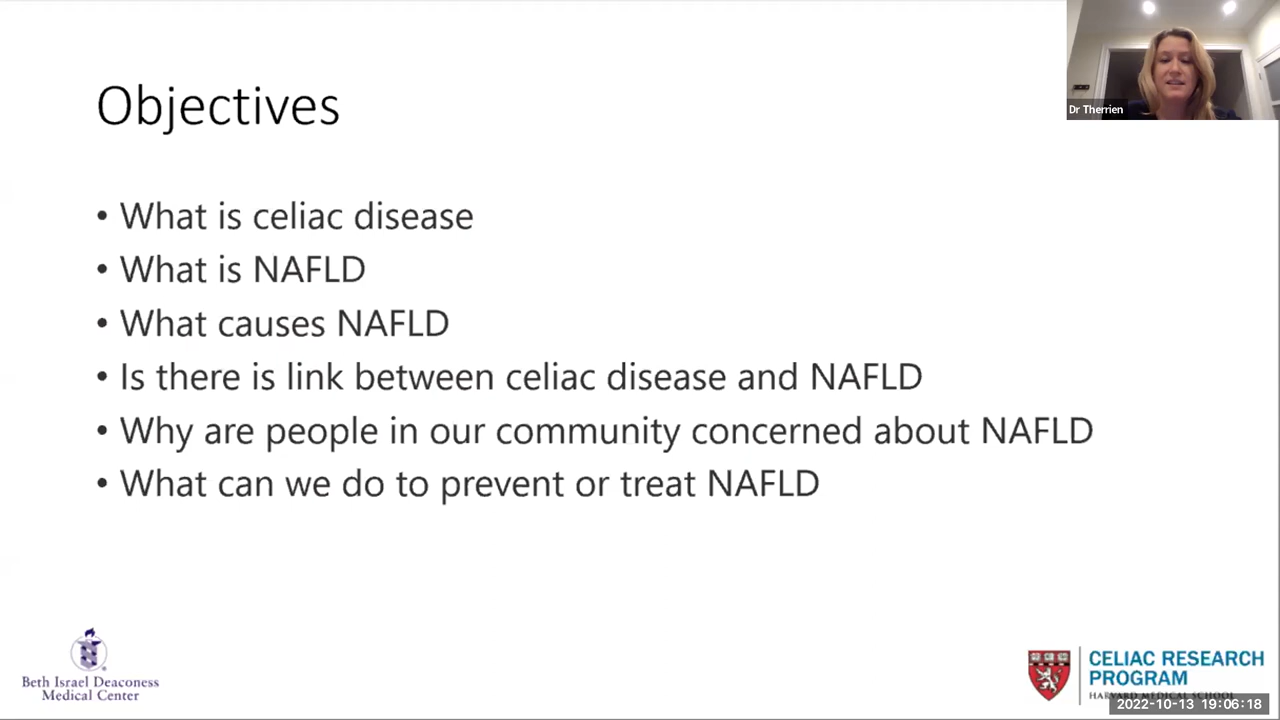 Objectives
Dr Therrien
• What is celiac disease
• What is NAFLD
• What causes NAFLD
• Is there is link between celiac disease and NAFLD
• Why are people in our community concerned about NAFLD
• What can we do to prevent or treat NAFLD
Beth Israel Deaconess
Medical Center
CELIAC RESEARCH
PROGRAM
HARVARD MEDICAL SCHOOL
2022-10-13 19:06:18